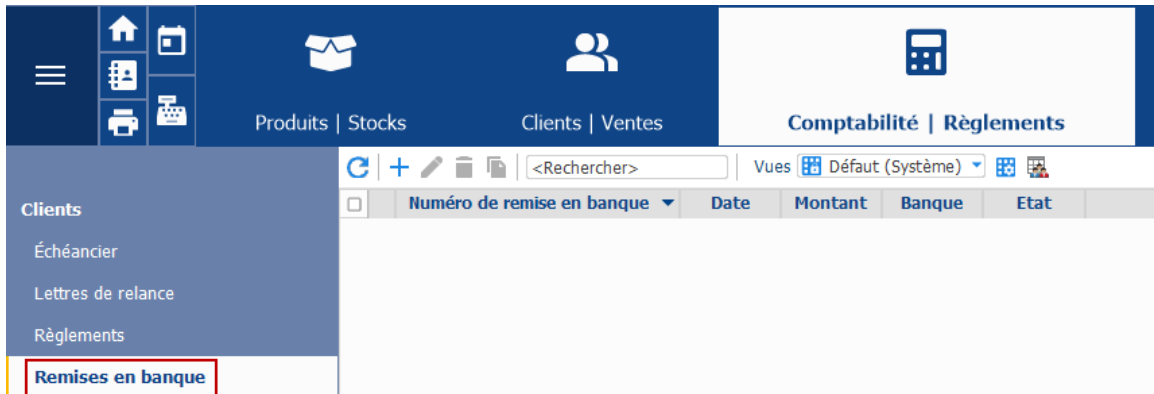 Produits | Stocks
Clients | Ventes
Comptabilité | Règlements
<Rechercher>
Vues
Défaut (Système)
Clients
Numéro de remise en banque
Date
Montant
Banque
Etat
Échéancier
Lettres de relance
Règlements
Remises en banque